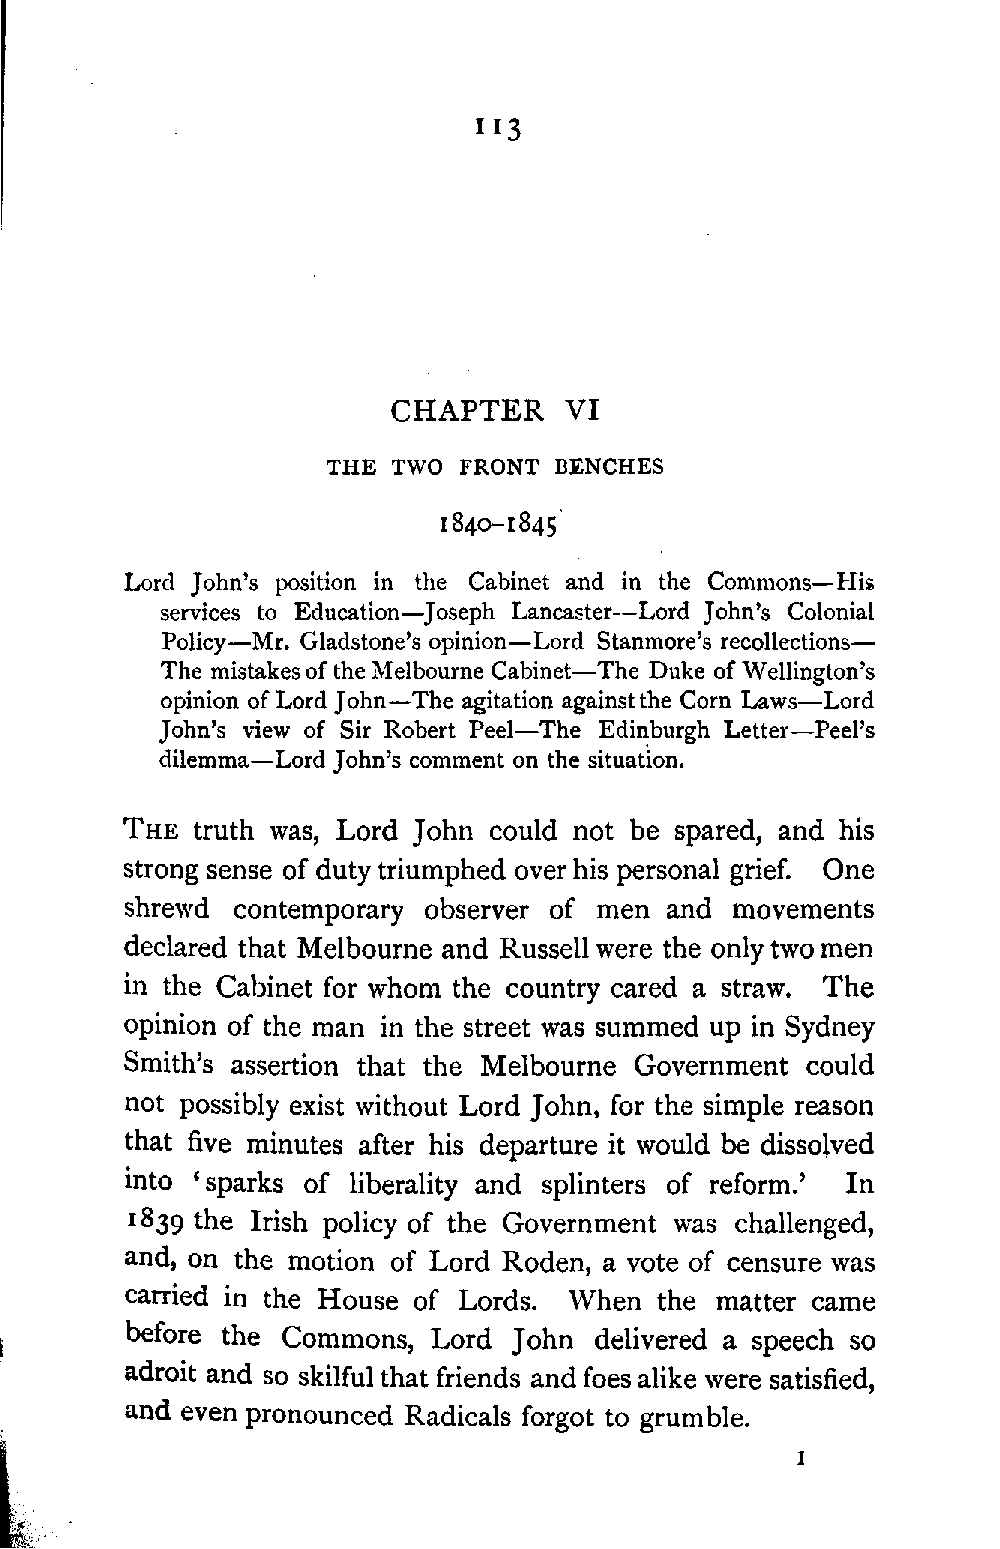 113
CHAPTER VI
THE TWO FRONT BENCHES
1840–1845
Lord John's position in the Cabinet and in the Commons—His
services to Education—Joseph Lancaster--Lord John's Colonial
Policy—Mr. Gladstone's opinion—Lord Stanmore's recollections—
The mistakes of the Melbourne Cabinet—The Duke of Wellington's
opinion of Lord John—The agitation against the Corn Laws—Lord
John's view of Sir Robert Peel—The Edinburgh Letter—Peel's
dilemma—Lord John's comment on the situation.
THE truth was, Lord John could not be spared, and his
strong sense of duty triumphed over his personal grief. One
shrewd contemporary observer of men and movements
declared that Melbourne and Russell were the only two men
in the Cabinet for whom the country cared a straw. The
opinion of the man in the street was summed up in Sydney
Smith's assertion that the Melbourne Government could
not possibly exist without Lord John, for the simple reason
that five minutes after his departure it would be dissolved
into 'sparks of liberality and splinters of reform.' In
1839 the Irish policy of the Government was challenged,
and, on the motion of Lord Roden, a vote of censure was
carried in the House of Lords. When the matter came
before the Commons, Lord John delivered a speech so
adroit and so skilful that friends and foes alike were satisfied,
and even pronounced Radicals forgot to grumble.
I